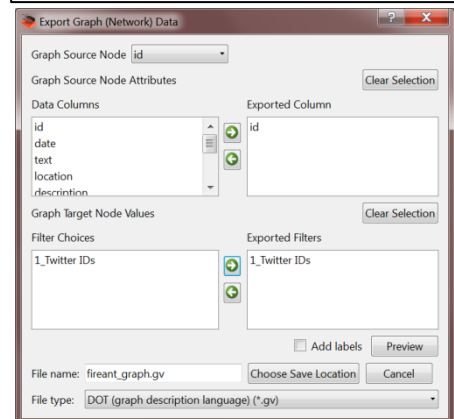 Export Graph (Network) Data
Graph Source Node id
Graph Source Node Attributes Clear Selection
Data Columns Exported Column
id id
date
text
location
description
Graph Target Node Values Clear Selection
Filter Choices Exported Filters
1_Twitter IDs 1_Twitter IDs
Add labels Preview
File name: fireant_graph.gv Choose Save Location Cancel
File type: DOT (graph description language) (*.gv)